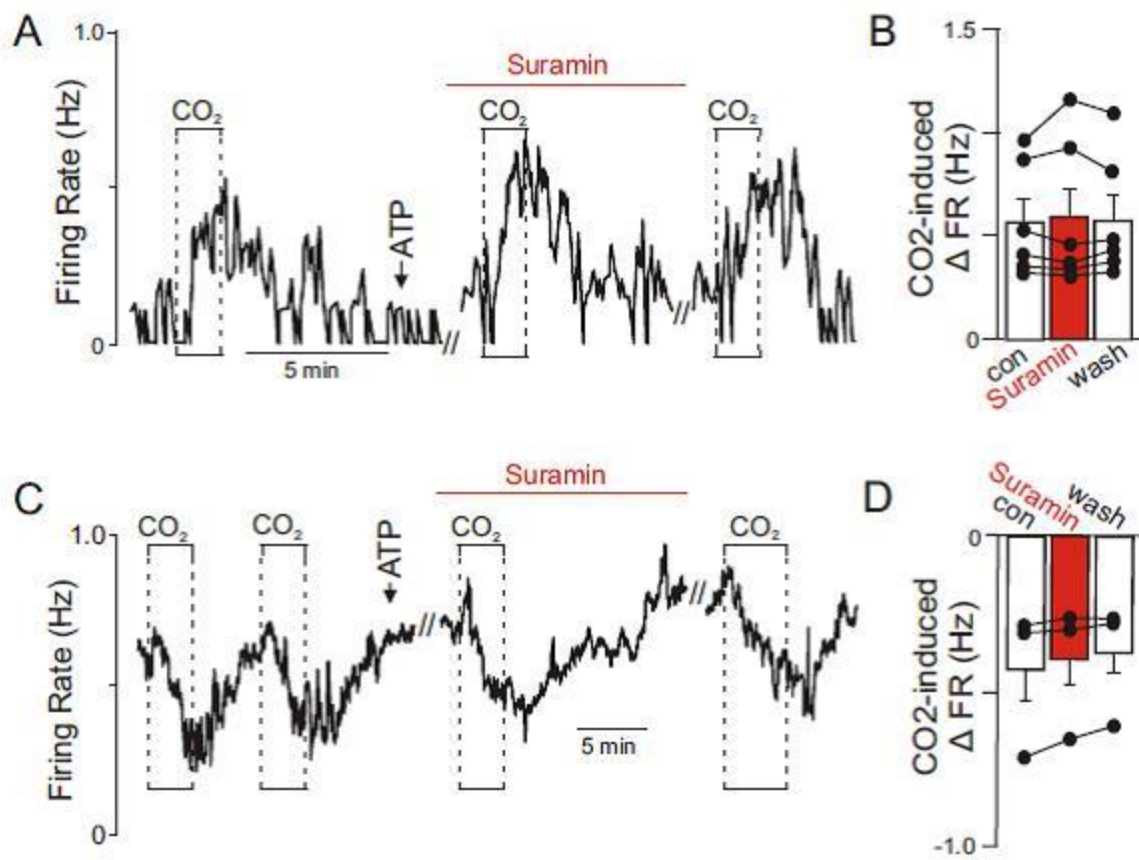 A
1.0
Firing Rate (Hz)
0
CO₂
5 min
ATP
Suramin
CO₂
CO₂
//
//
B
1.5
CO2-induced
Δ FR (Hz)
0
con
Suramin
wash
C
1.0
Firing Rate (Hz)
0
CO₂
CO₂
ATP
//
Suramin
CO₂
5 min
//
CO₂
D
0
CO2-induced
Δ FR (Hz)
-1.0
con
Suramin
wash